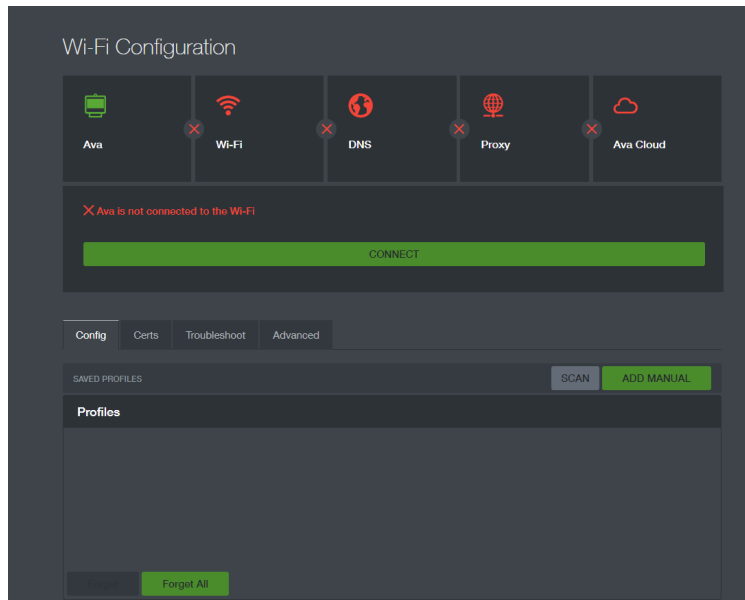 Wi-Fi Configuration
Ava Wi-Fi DNS Proxy Ava Cloud
Ava is not connected to the Wi-Fi
CONNECT
Config Certs Troubleshoot Advanced
SAVED PROFILES SCAN ADD MANUAL
Profiles
Forget Forget All